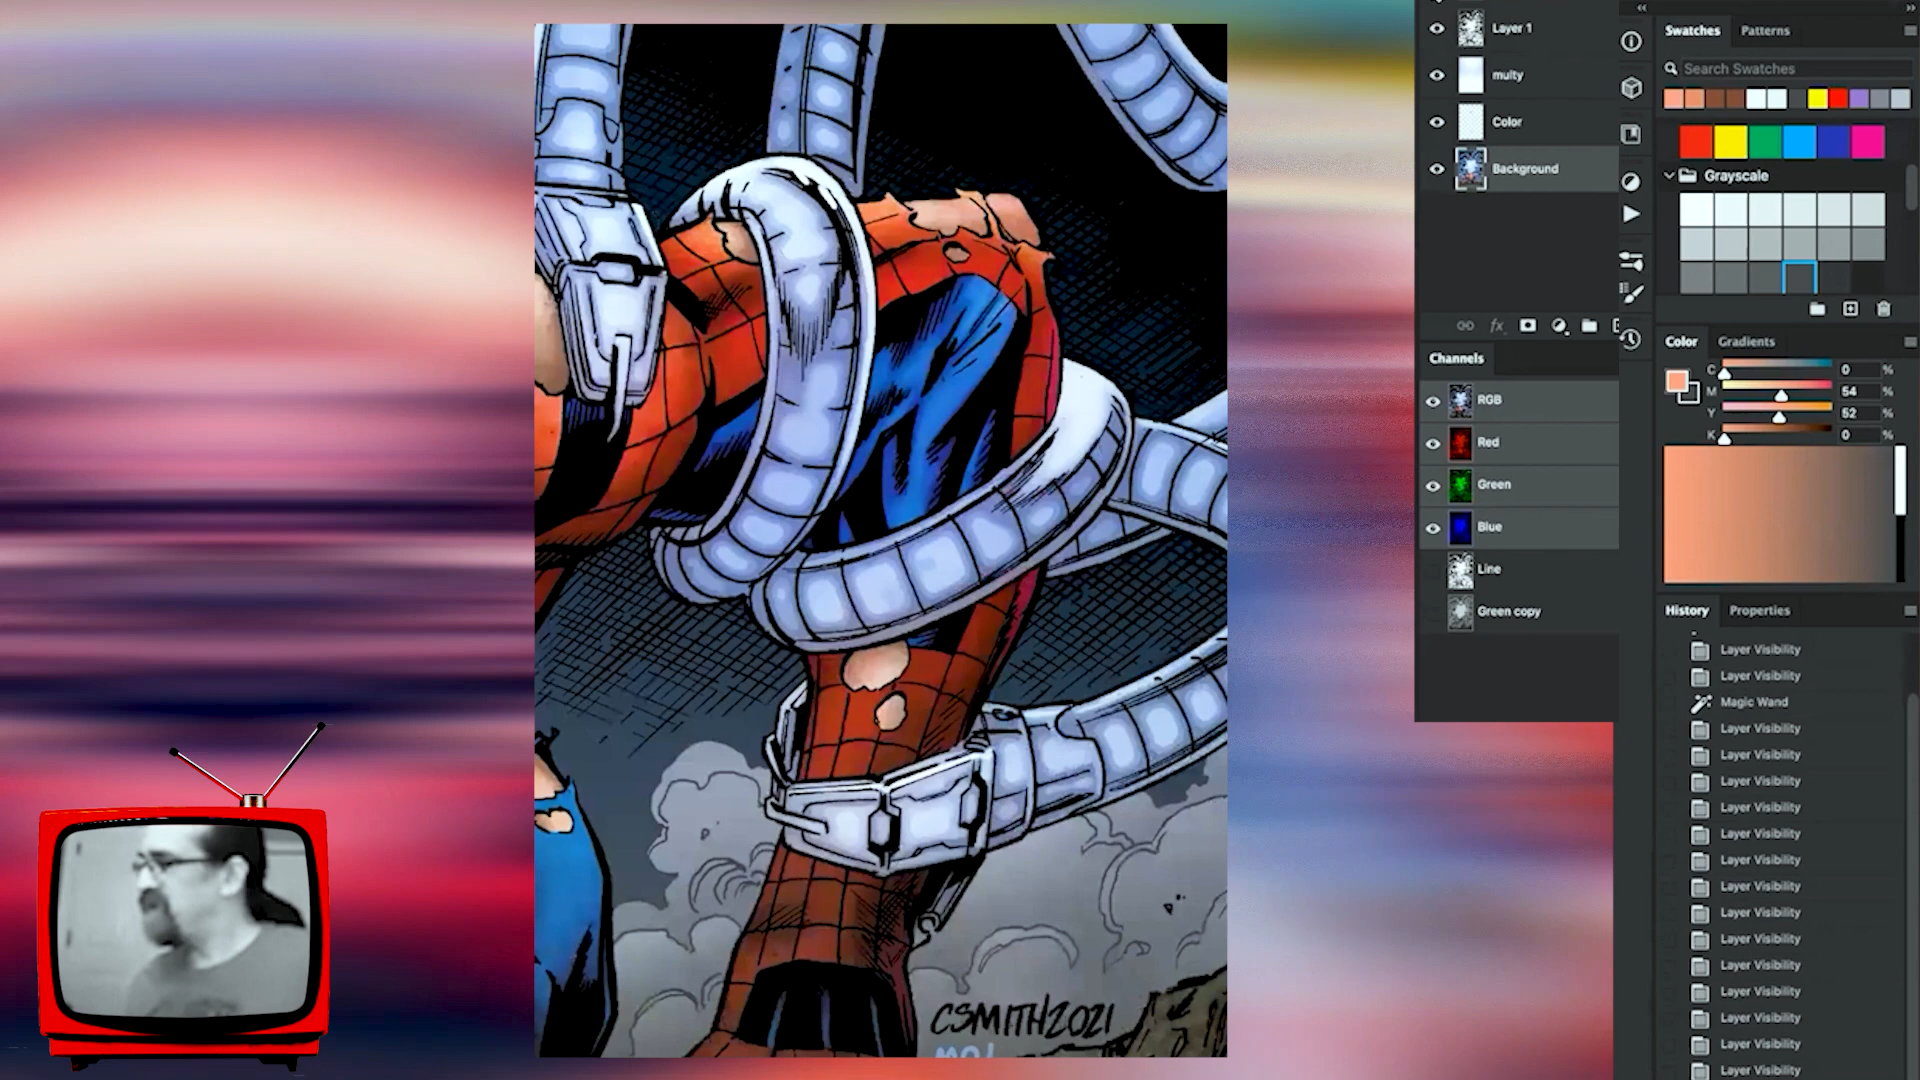 Layer 1
multy
Color
Background
fx
Channels
RGB
Red
Green
Blue
Line
Green copy
Swatches Patterns
Search Swatches
Grayscale
Color Gradients
C 0 %
M 54 %
Y 52 %
K 0 %
History Properties
Layer Visibility
Layer Visibility
Magic Wand
Layer Visibility
Layer Visibility
Layer Visibility
Layer Visibility
Layer Visibility
Layer Visibility
Layer Visibility
Layer Visibility
Layer Visibility
Layer Visibility
Layer Visibility
Layer Visibility
Layer Visibility
Layer Visibility
CSMITH2021